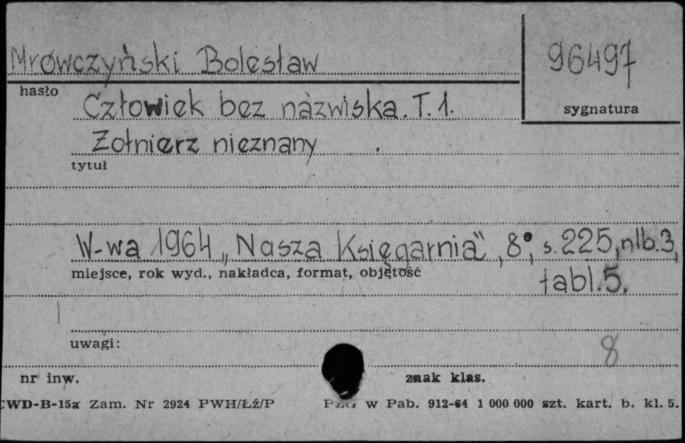 Mrówczyński Bolesław
96497
hasło
sygnatura
Człowiek bez nazwiska. T. 1.
Żołnierz nieznany
tytuł
W-wa 1964 „Nasza Księgarnia", 8°, s. 225, nlb. 3,
miejsce, rok wyd., nakładca, format, objętość
tabl. 5.
uwagi:
8
nr inw.
znak klas.
CWD-B-15a Zam. Nr 2924 PWH/Łź/P
PZG w Pab. 912-64 1 000 000 szt. kart. b. kl. 5.